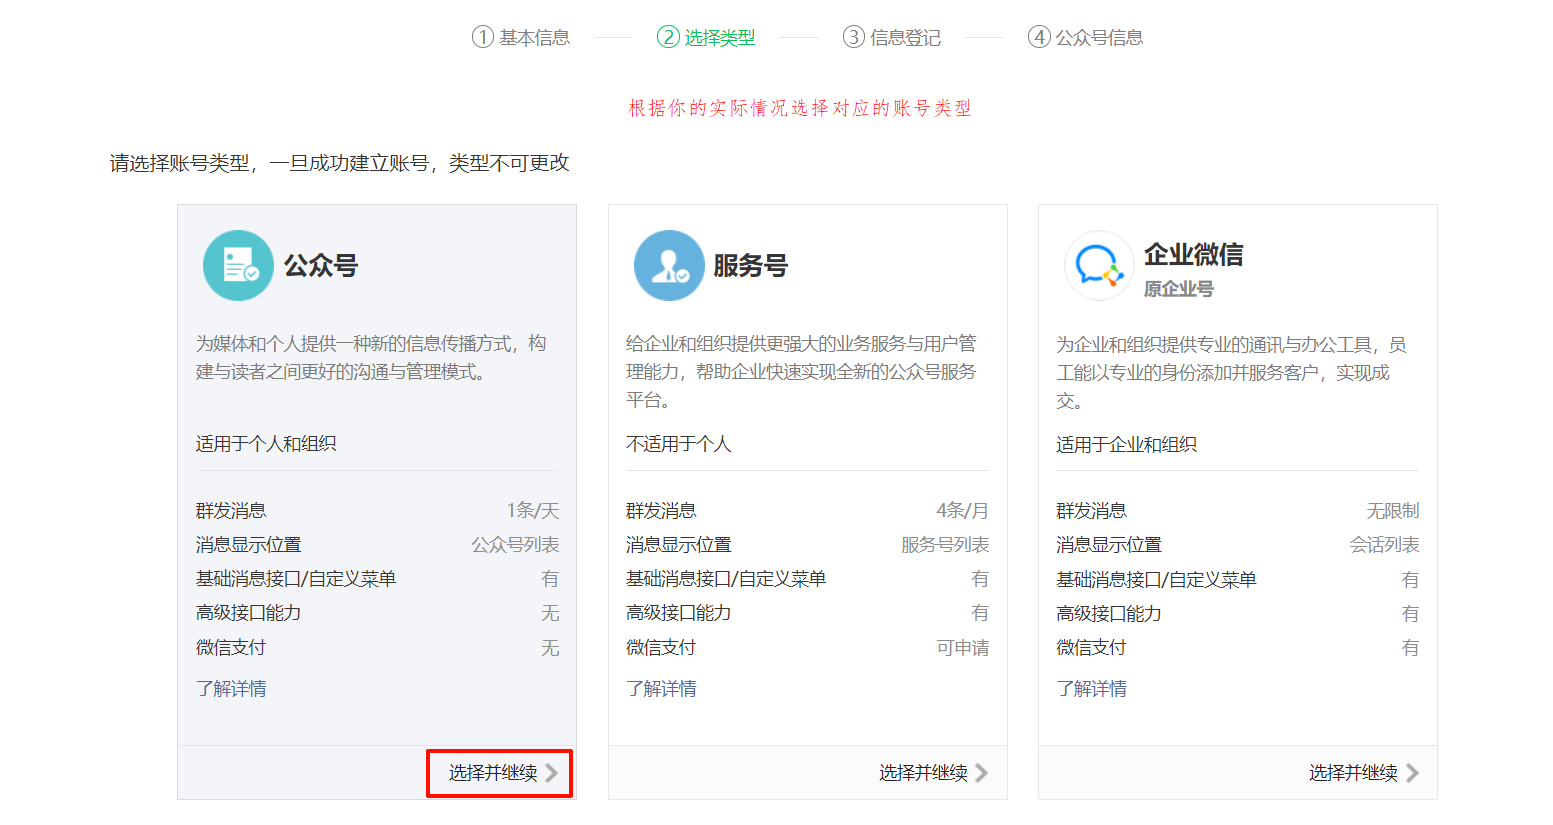 ① 基本信息 ② 选择类型 ③ 信息登记 ④ 公众号信息
根据你的实际情况选择对应的账号类型
请选择账号类型，一旦成功建立账号，类型不可更改
公众号
为媒体和个人提供一种新的信息传播方式，构
建与读者之间更好的沟通与管理模式。
适用于个人和组织
群发消息 1条/天
消息显示位置 公众号列表
基础消息接口/自定义菜单 有
高级接口能力 无
微信支付 无
了解详情
选择并继续
服务号
给企业和组织提供更强大的业务服务与用户管
理能力，帮助企业快速实现全新的公众号服务
平台。
不适用于个人
群发消息 4条/月
消息显示位置 服务号列表
基础消息接口/自定义菜单 有
高级接口能力 有
微信支付 可申请
了解详情
选择并继续
企业微信
原企业号
为企业和组织提供专业的通讯与办公工具，员
工能以专业的身份添加并服务客户，实现成
交。
适用于企业和组织
群发消息 无限制
消息显示位置 会话列表
基础消息接口/自定义菜单 有
高级接口能力 有
微信支付 有
了解详情
选择并继续